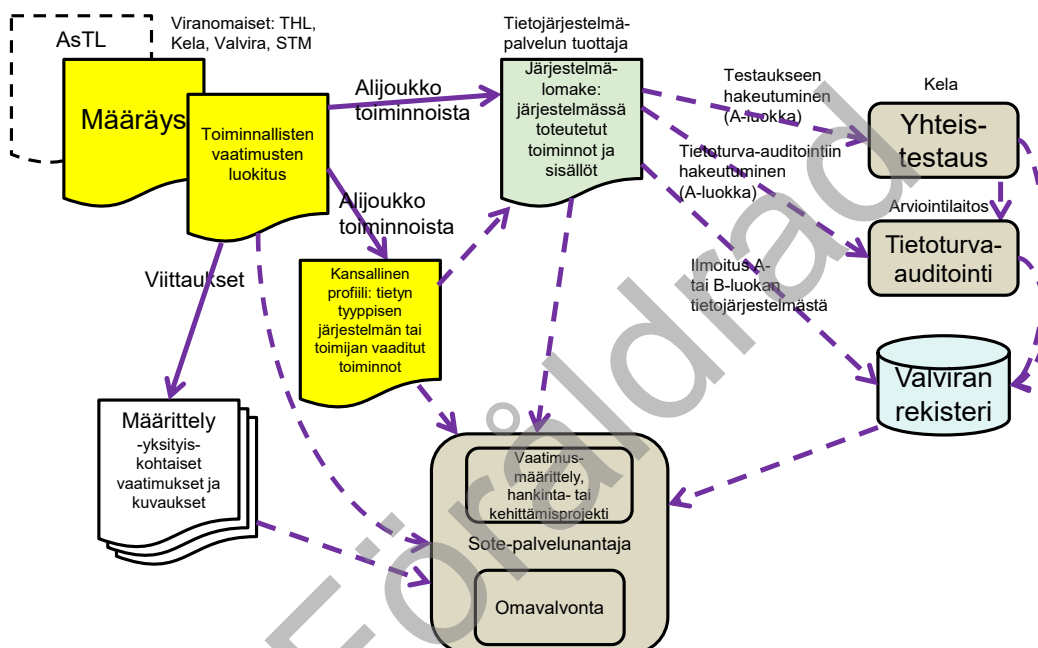 AsTL
Viranomaiset: THL,
Kela, Valvira, STM
Määräys
Toiminnallisten
vaatimusten
luokitus
Alijoukko
toiminnoista
Alijoukko
toiminnoista
Viittaukset
Tietojärjestelmä-
palvelun tuottaja
Järjestelmä-
lomake:
järjestelmässä
toteutetut
toiminnot ja
sisällöt
Testaukseen
hakeutuminen
(A-luokka)
Tietoturva-auditointiin
hakeutuminen
(A-luokka)
Ilmoitus A-
tai B-luokan
tietojärjestelmästä
Kela
Yhteis-
testaus
Arviointilaitos
Tietoturva-
auditointi
Valviran
rekisteri
Kansallinen
profiili: tietyn
tyyppisen
järjestelmän tai
toimijan vaaditut
toiminnot
Määrittely
-yksityis-
kohtaiset
vaatimukset ja
kuvaukset
Vaatimus-
määrittely,
hankinta- tai
kehittämisprojekti
Sote-palvelunantaja
Omavalvonta
Föråldrad